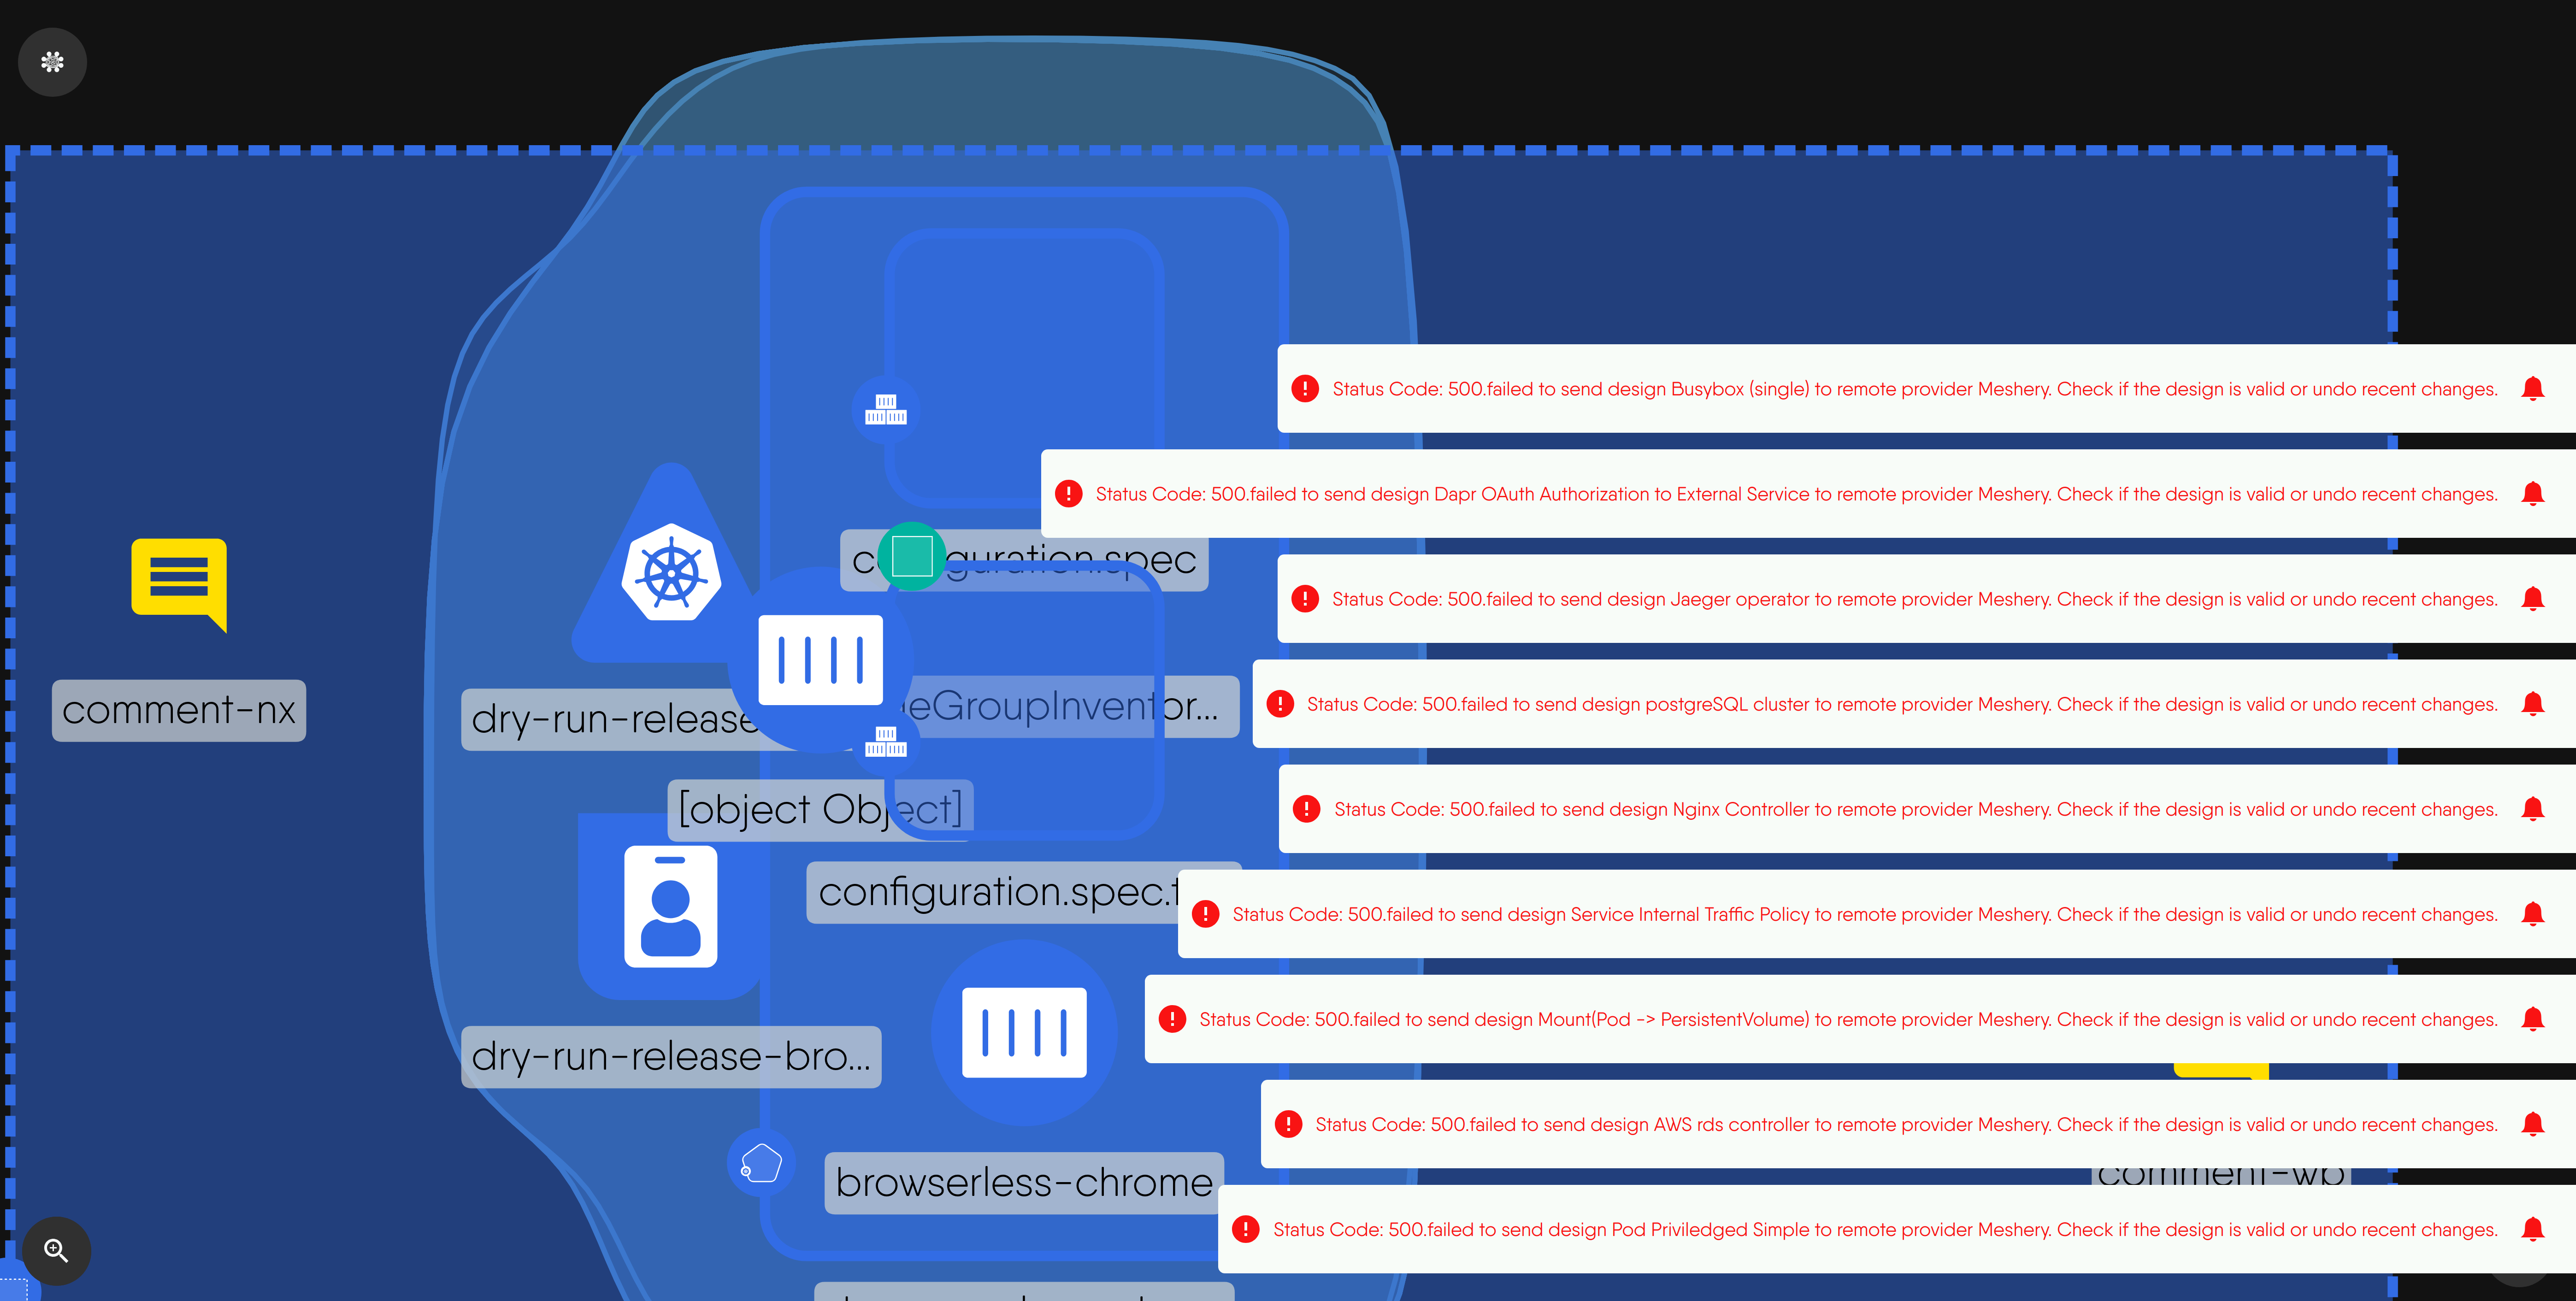 Status Code: 500.failed to send design Busybox (single) to remote provider Meshery. Check if the design is valid or undo recent changes.
Status Code: 500.failed to send design Dapr OAuth Authorization to External Service to remote provider Meshery. Check if the design is valid or undo recent changes.
guration.spec
Status Code: 500.failed to send design Jaeger operator to remote provider Meshery. Check if the design is valid or undo recent changes.
comment-nx
dry-run-release
eGroupInventor...
Status Code: 500.failed to send design postgreSQL cluster to remote provider Meshery. Check if the design is valid or undo recent changes.
[object Object]
Status Code: 500.failed to send design Nginx Controller to remote provider Meshery. Check if the design is valid or undo recent changes.
configuration.spec.
Status Code: 500.failed to send design Service Internal Traffic Policy to remote provider Meshery. Check if the design is valid or undo recent changes.
Status Code: 500.failed to send design Mount(Pod -> PersistentVolume) to remote provider Meshery. Check if the design is valid or undo recent changes.
dry-run-release-bro...
Status Code: 500.failed to send design AWS rds controller to remote provider Meshery. Check if the design is valid or undo recent changes.
browserless-chrome
comment-wb
Status Code: 500.failed to send design Pod Priviledged Simple to remote provider Meshery. Check if the design is valid or undo recent changes.